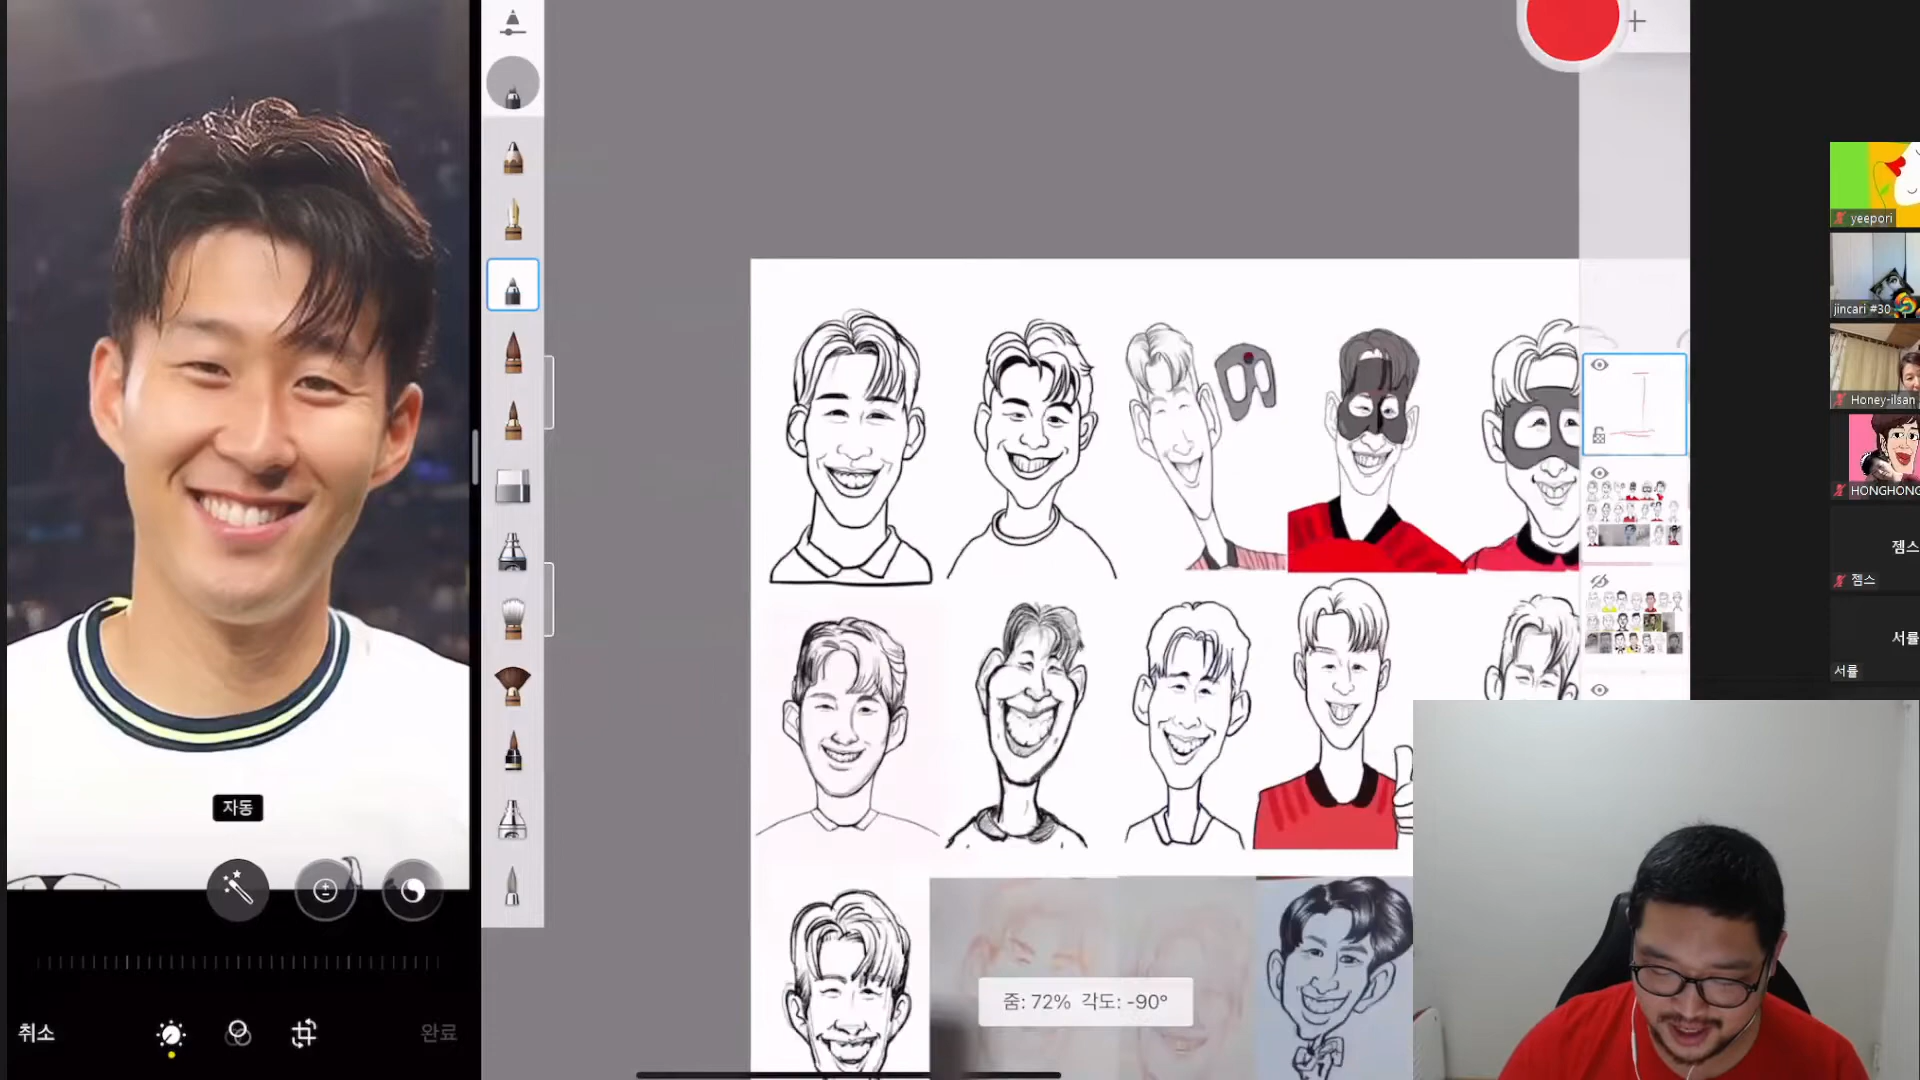 yeepori
jincari #30
Honey-ilsan
HONGHONG
젬스
젬스
서률
서률
자동
줌: 72% 각도: -90°
취소
완료